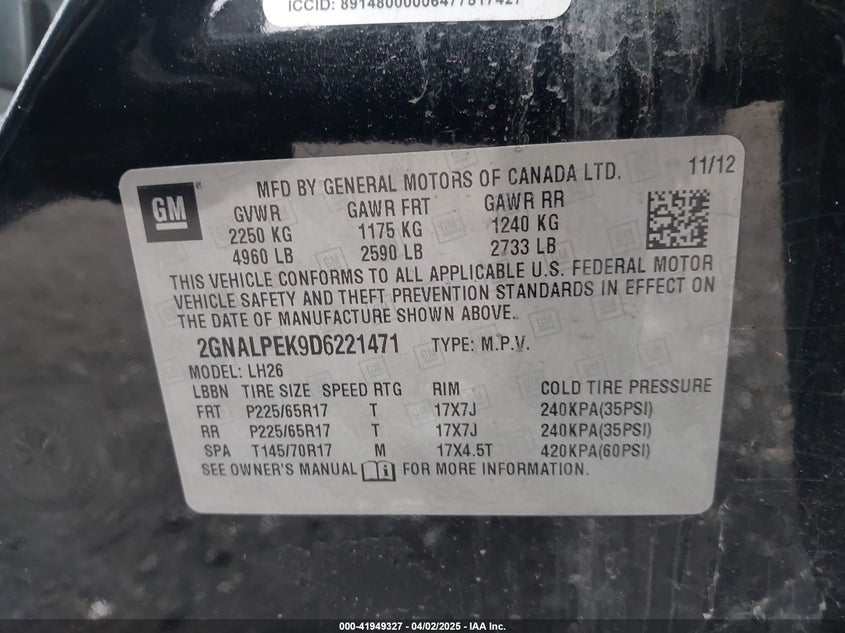 ICCID: 89148000006477517427
11/12
MFD BY GENERAL MOTORS OF CANADA LTD.
GM
GVWR GAWR FRT GAWR RR
2250 KG 1175 KG 1240 KG
4960 LB 2590 LB 2733 LB
THIS VEHICLE CONFORMS TO ALL APPLICABLE U.S. FEDERAL MOTOR
VEHICLE SAFETY AND THEFT PREVENTION STANDARDS IN EFFECT ON
THE DATE OF MANUFACTURE SHOWN ABOVE.
2GNALPEK9D6221471 TYPE: M.P.V.
MODEL: LH26
LBBN TIRE SIZE SPEED RTG RIM COLD TIRE PRESSURE
FRT P225/65R17 T 17X7J 240KPA(35PSI)
RR P225/65R17 T 17X7J 240KPA(35PSI)
SPA T145/70R17 M 17X4.5T 420KPA(60PSI)
SEE OWNER'S MANUAL FOR MORE INFORMATION.
000-41949327 - 04/02/2025 - IAA Inc.